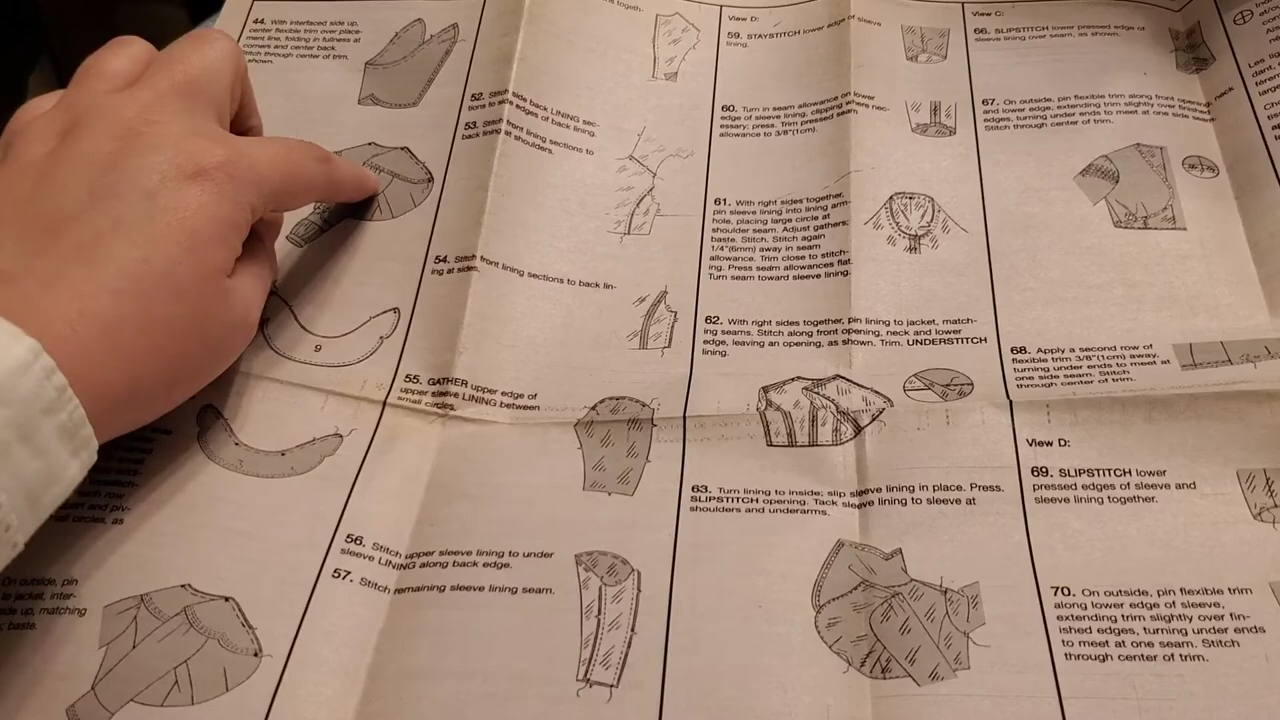 44. With interfaced side up,
center flexible trim over place-
ment line, folding in fullness at
corners and center back.
Stitch through center of trim.
shown.
9
small circles, as
On outside, pin
to jacket, inter-
side up, matching
baste.
52. Stitch side back LINING sec-
tions to side edges of back lining.
53. Stitch front lining sections to
back lining at shoulders.
54. Stitch front lining sections to back lin-
ing at sides.
55. GATHER upper edge of
upper sleeve LINING between
small circles.
56. Stitch upper sleeve lining to under
sleeve LINING along back edge.
57. Stitch remaining sleeve lining seam.
View D:
59. STAYSTITCH lower edge of sleeve
lining.
60. Turn in seam allowance on lower
edge of sleeve lining, clipping where nec-
essary; press. Trim pressed seam
allowance to 3/8"(1cm).
61. With right sides together,
pin sleeve lining into lining arm-
hole, placing large circle at
shoulder seam. Adjust gathers;
baste. Stitch. Stitch again
1/4"(6mm) away in seam
allowance. Trim close to stitch-
ing. Press seam allowances flat.
Turn seam toward sleeve lining.
62. With right sides together, pin lining to jacket, match-
ing seams. Stitch along front opening, neck and lower
edge, leaving an opening, as shown. Trim. UNDERSTITCH
lining.
63. Turn lining to inside; slip sleeve lining in place. Press.
SLIPSTITCH opening. Tack sleeve lining to sleeve at
shoulders and underarms.
View C:
66. SLIPSTITCH lower pressed edge of
sleeve lining over seam, as shown.
67. On outside, pin flexible trim along front opening, neck
and lower edge, extending trim slightly over finished
edges, turning under ends to meet at one side seam.
Stitch through center of trim.
68. Apply a second row of
flexible trim 3/8"(1cm) away,
turning under ends to meet at
one side seam. Stitch
through center of trim.
View D:
69. SLIPSTITCH lower
pressed edges of sleeve and
sleeve lining together.
70. On outside, pin flexible trim
along lower edge of sleeve,
extending trim slightly over fin-
ished edges, turning under ends
to meet at one seam. Stitch
through center of trim.